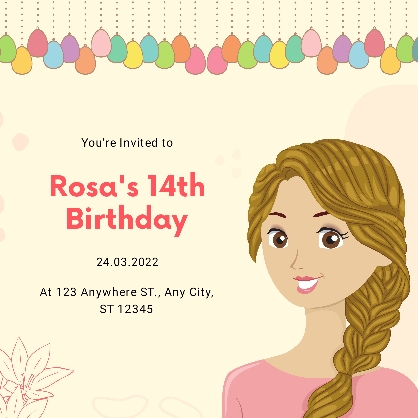 You're Invited to
Rosa's 14th
Birthday
24.03.2022
At 123 Anywhere ST., Any City,
ST 12345